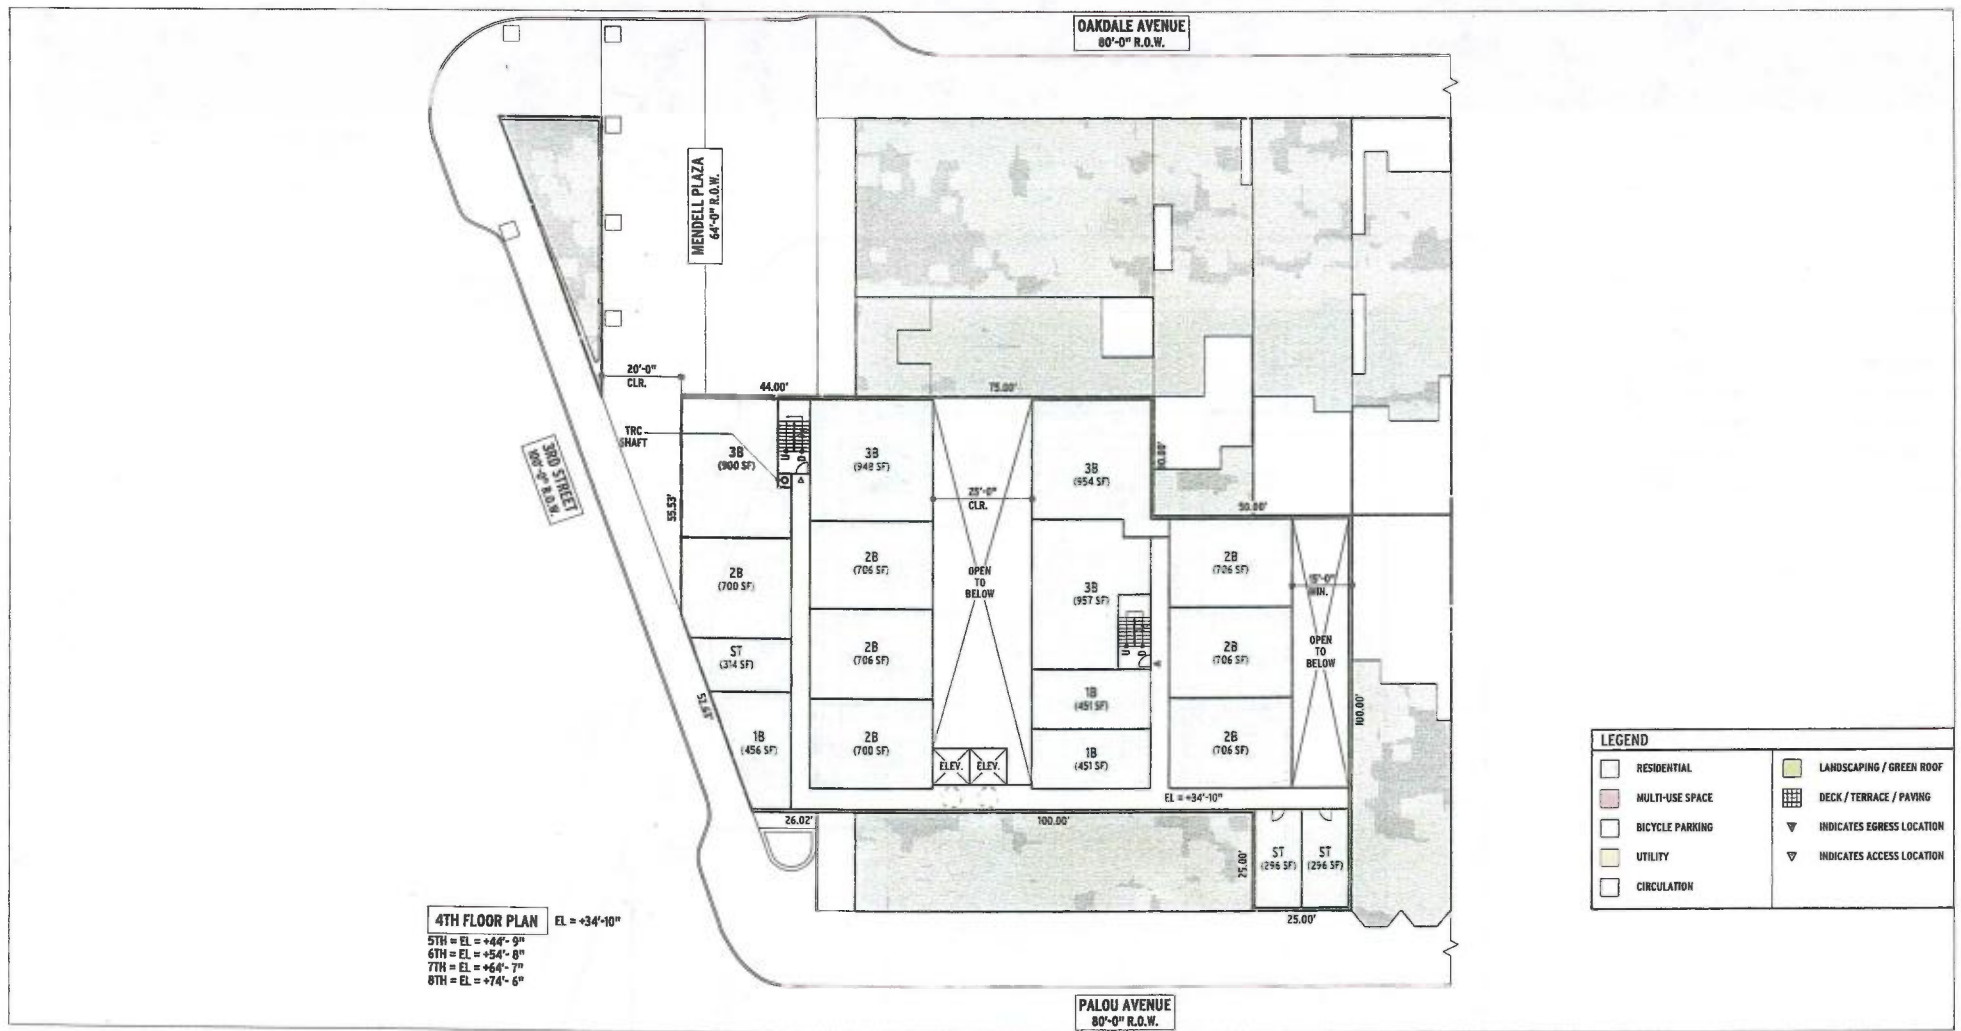 OAKDALE AVENUE
80'-0" R.O.W.
MENDELL PLAZA
64'-0" R.O.W.
20'-0"
CLR.
44.00'
75.00'
3RD STREET
100'-0" R.O.W.
TRC
SHAFT
3B
(900 SF)
U
D
3B
(948 SF)
25'-0"
CLR.
3B
(954 SF)
50.00'
55.53'
2B
(700 SF)
2B
(706 SF)
OPEN
TO
BELOW
3B
(957 SF)
U
D
2B
(706 SF)
15'-0"
MIN.
ST
(314 SF)
2B
(706 SF)
2B
(706 SF)
OPEN
TO
BELOW
52.63'
1B
(451 SF)
100.00'
1B
(456 SF)
2B
(700 SF)
ELEV.
ELEV.
1B
(451 SF)
2B
(706 SF)
EL = +34'-10"
26.02'
100.00'
25.00'
ST
(296 SF)
ST
(296 SF)
25.00'
4TH FLOOR PLAN
EL = +34'-10"
5TH = EL = +44'- 9"
6TH = EL = +54'- 8"
7TH = EL = +64'- 7"
8TH = EL = +74'- 6"
PALOU AVENUE
80'-0" R.O.W.
LEGEND
RESIDENTIAL
MULTI-USE SPACE
BICYCLE PARKING
UTILITY
CIRCULATION
LANDSCAPING / GREEN ROOF
DECK / TERRACE / PAVING
INDICATES EGRESS LOCATION
INDICATES ACCESS LOCATION